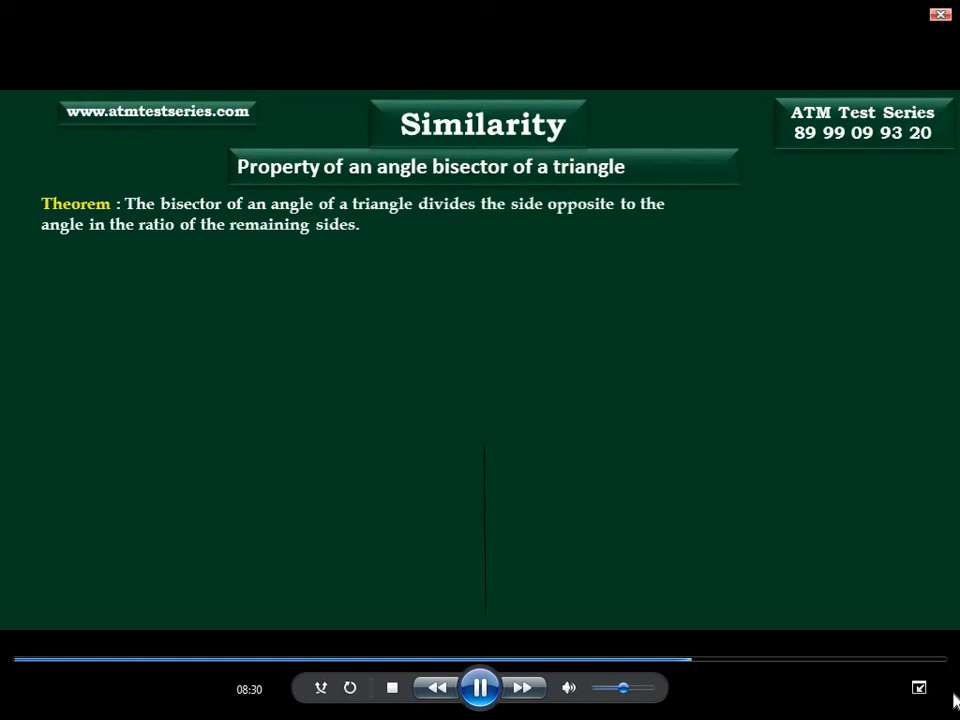 www.atmtestseries.com
Similarity
ATM Test Series
89 99 09 93 20
Property of an angle bisector of a triangle
Theorem : The bisector of an angle of a triangle divides the side opposite to the
angle in the ratio of the remaining sides.
08:30